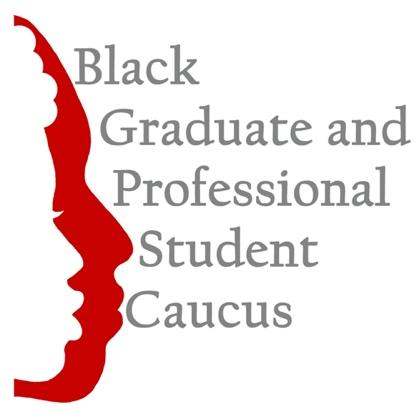 Black
Graduate and
Professional
Student
Caucus